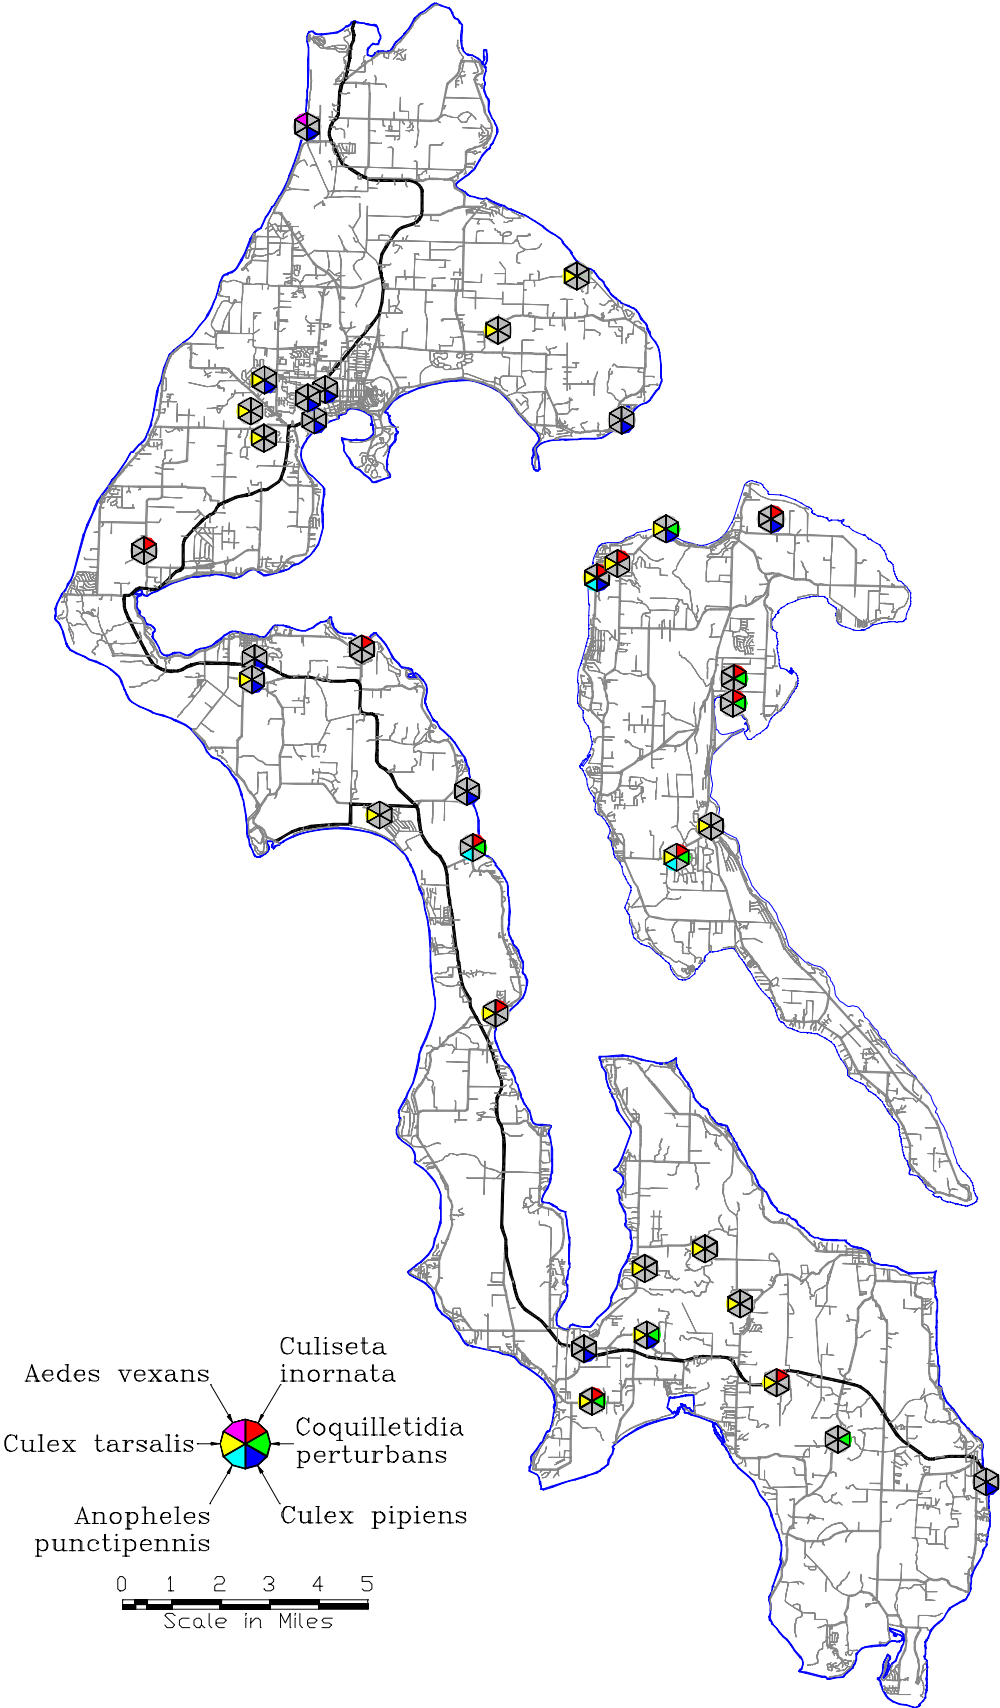 Culiseta
inornata
Aedes vexans
Coquilletidia
perturbans
Culex tarsalis
Anopheles
punctipennis
Culex pipiens
0 1 2 3 4 5
Scale in Miles